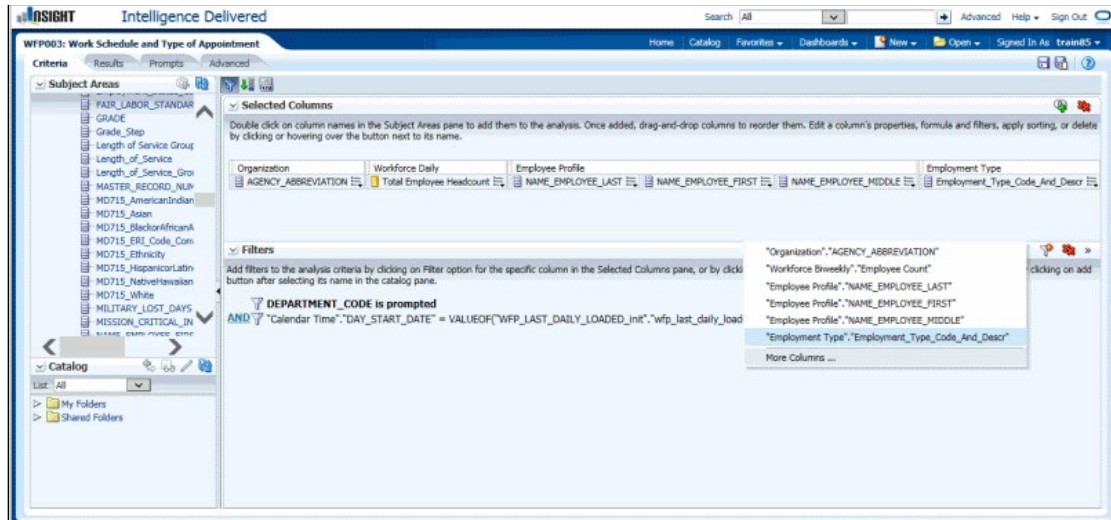 INSIGHT Intelligence Delivered Search All Advanced Help Sign Out
WFP003: Work Schedule and Type of Appointment Home Catalog Favorites Dashboards New Open Signed In As train85
Criteria Results Prompts Advanced
Subject Areas
FAIR_LABOR_STANDAR
GRADE
Grade_Step
Length of Service Group
Length_of_Service
Length_of_Service_Grou
MASTER_RECORD_NUM
MD715_AmericanIndian
MD715_Asian
MD715_BlackorAfricanA
MD715_ERI_Code_Com
MD715_Ethnicity
MD715_HispanicorLatin
MD715_NativeHawaiian
MD715_White
MILITARY_LOST_DAYS
MISSION_CRITICAL_IN
Catalog
List All
My Folders
Shared Folders
Selected Columns
Double click on column names in the Subject Areas pane to add them to the analysis. Once added, drag-and-drop columns to reorder them. Edit a column's properties, formula and filters, apply sorting, or delete
by clicking or hovering over the button next to its name.
Organization Workforce Daily Employee Profile Employment Type
AGENCY_ABBREVIATION Total Employee Headcount NAME_EMPLOYEE_LAST NAME_EMPLOYEE_FIRST NAME_EMPLOYEE_MIDDLE Employment_Type_Code_And_Descr
Filters
Add filters to the analysis criteria by clicking on Filter option for the specific column in the Selected Columns pane, or by clicki clicking on add
button after selecting its name in the catalog pane.
DEPARTMENT_CODE is prompted
AND "Calendar Time"."DAY_START_DATE" = VALUEOF("WFP_LAST_DAILY_LOADED_init"."wfp_last_daily_load
"Organization"."AGENCY_ABBREVIATION"
"Workforce Biweekly"."Employee Count"
"Employee Profile"."NAME_EMPLOYEE_LAST"
"Employee Profile"."NAME_EMPLOYEE_FIRST"
"Employee Profile"."NAME_EMPLOYEE_MIDDLE"
"Employment Type"."Employment_Type_Code_And_Descr"
More Columns ...